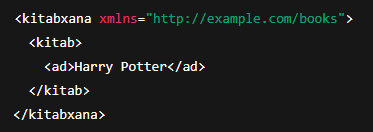 <kitabxana xmlns="http://example.com/books">
  <kitab>
    <ad>Harry Potter</ad>
  </kitab>
</kitabxana>